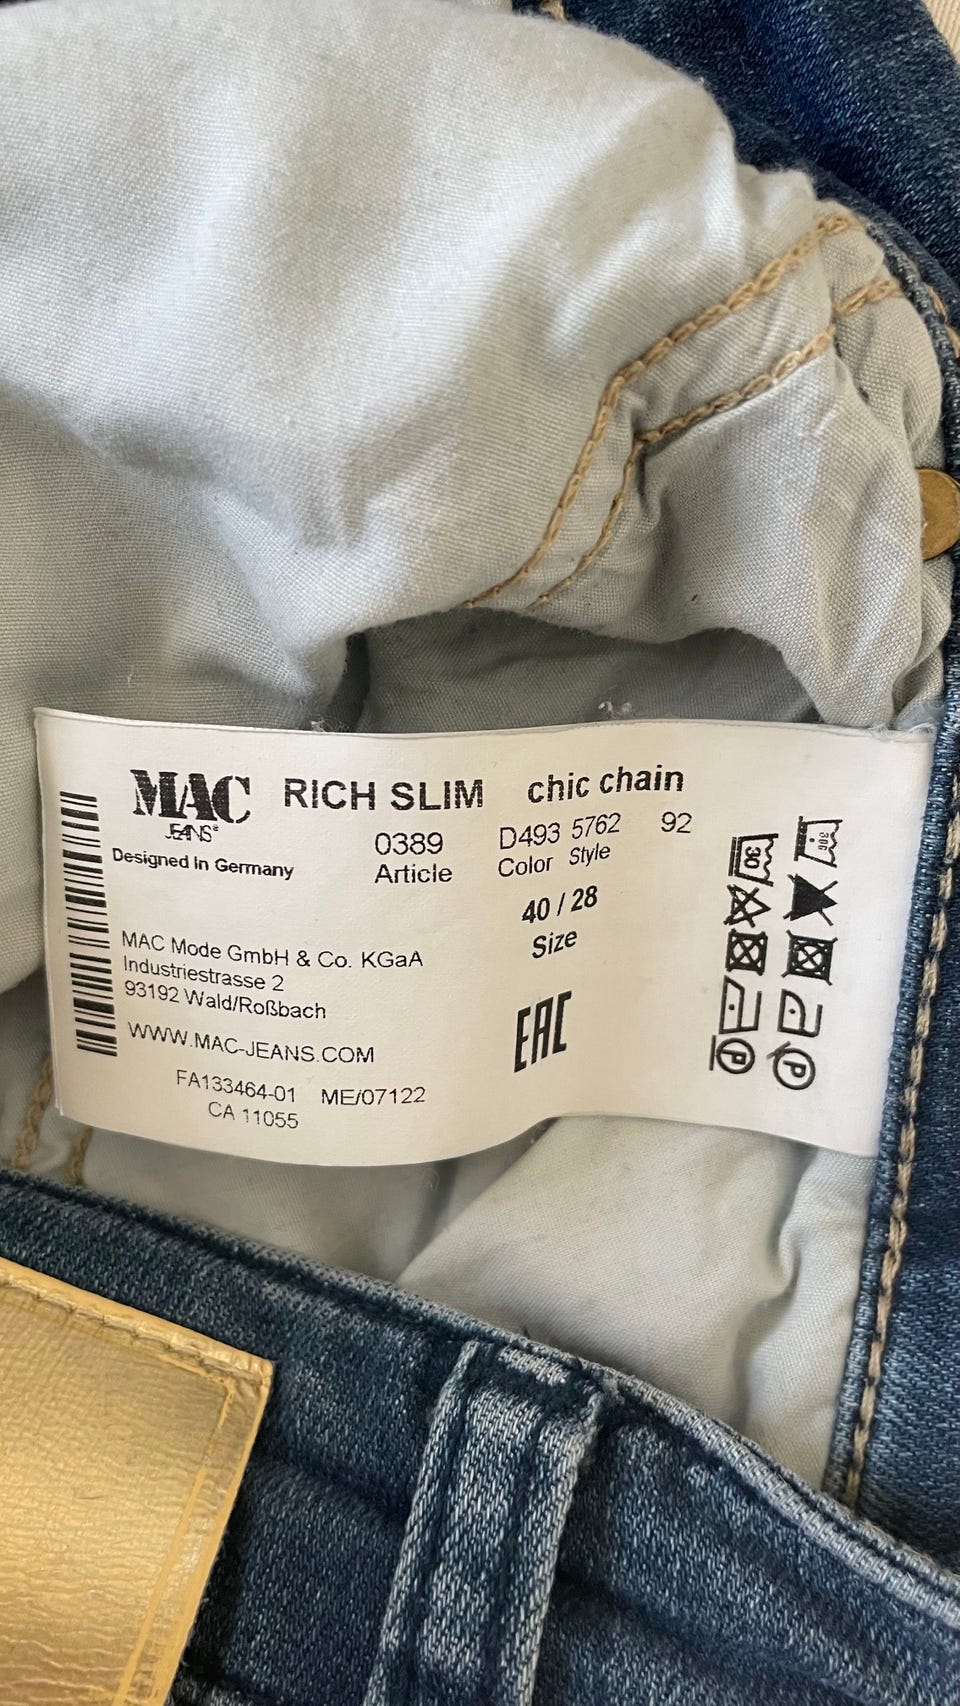 MAC RICH SLIM chic chain
JEANS®
0389 D493 5762 92
Article Color Style
Designed In Germany
40 / 28
Size
MAC Mode GmbH & Co. KGaA
Industriestrasse 2
93192 Wald/Roßbach
WWW.MAC-JEANS.COM
EAC
FA133464-01 ME/07122
CA 11055
30
P
P